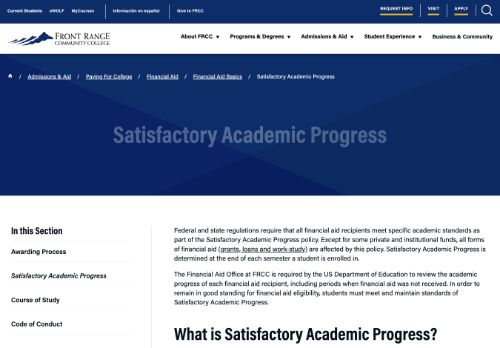 Current Students eWOLF MyCourses Información en español Give to FRCC REQUEST INFO VISIT APPLY
FRONT RANGE
COMMUNITY COLLEGE
About FRCC Programs & Degrees Admissions & Aid Student Experience Business & Community
/ Admissions & Aid / Paying For College / Financial Aid / Financial Aid Basics / Satisfactory Academic Progress
Satisfactory Academic Progress
In this Section
Awarding Process
Satisfactory Academic Progress
Course of Study
Code of Conduct
Federal and state regulations require that all financial aid recipients meet specific academic standards as
part of the Satisfactory Academic Progress policy. Except for some private and institutional funds, all forms
of financial aid (grants, loans and work-study) are affected by this policy. Satisfactory Academic Progress is
determined at the end of each semester a student is enrolled in.
The Financial Aid Office at FRCC is required by the US Department of Education to review the academic
progress of each financial aid recipient, including periods when financial aid was not received. In order to
remain in good standing for financial aid eligibility, students must meet and maintain standards of
Satisfactory Academic Progress.
What is Satisfactory Academic Progress?